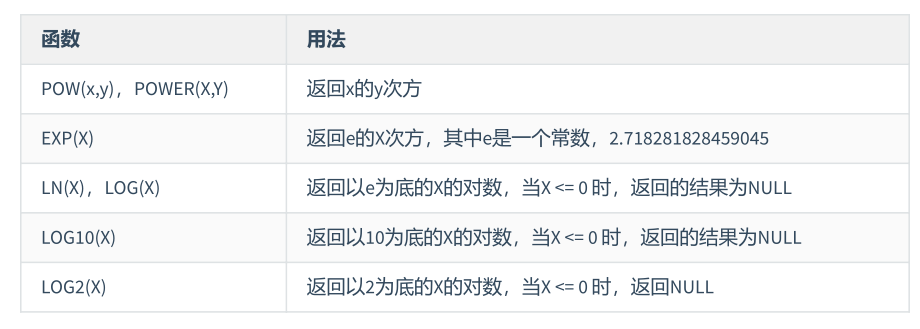 函数 用法
POW(x,y)，POWER(X,Y) 返回x的y次方
EXP(X) 返回e的X次方，其中e是一个常数，2.718281828459045
LN(X)，LOG(X) 返回以e为底的X的对数，当X <= 0 时，返回的结果为NULL
LOG10(X) 返回以10为底的X的对数，当X <= 0 时，返回的结果为NULL
LOG2(X) 返回以2为底的X的对数，当X <= 0 时，返回NULL